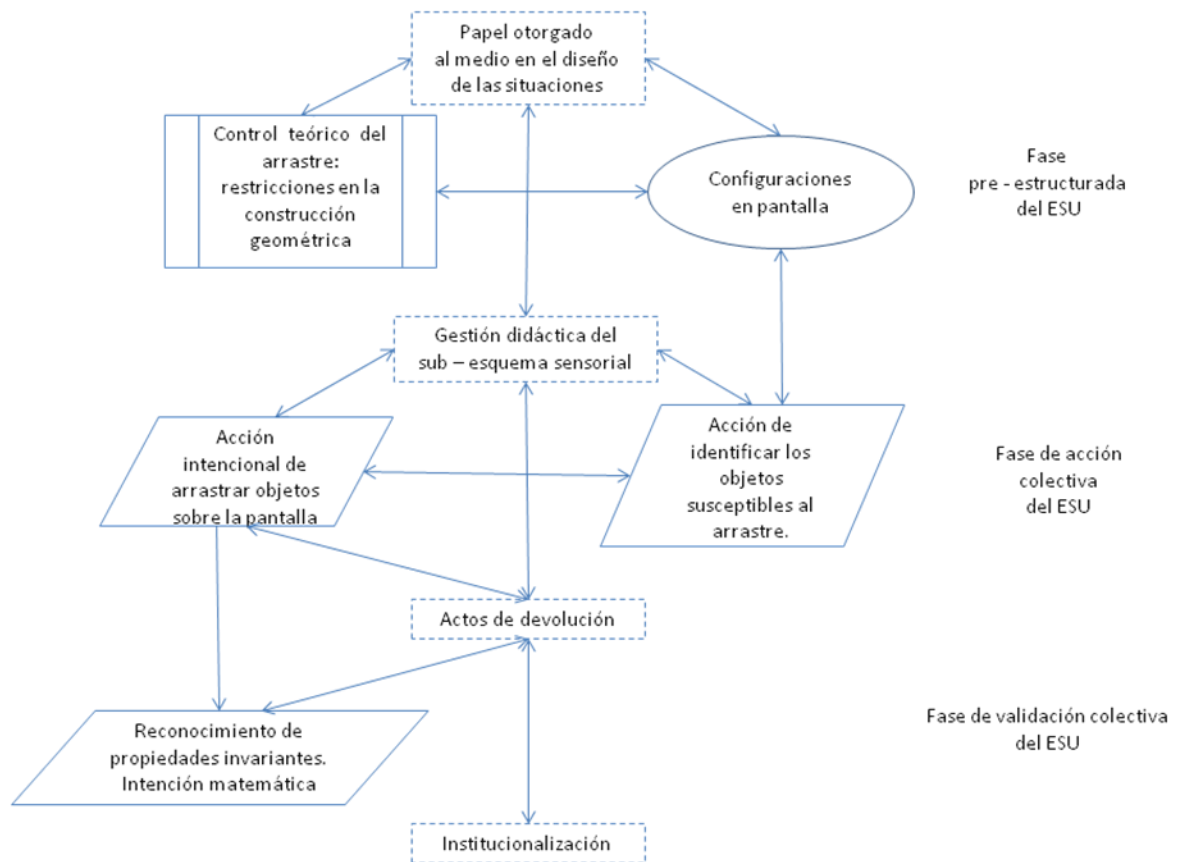 Papel otorgado
al medio en el diseño
de las situaciones
Control teórico del
arrastre:
restricciones en la
construcción
geométrica
Configuraciones
en pantalla
Fase
pre - estructurada
del ESU
Gestión didáctica del
sub – esquema sensorial
Acción
intencional de
arrastrar objetos
sobre la pantalla
Acción de
identificar los
objetos
susceptibles al
arrastre.
Fase de acción
colectiva
del ESU
Actos de devolución
Reconocimiento de
propiedades invariantes.
Intención matemática
Fase de validación colectiva
del ESU
Institucionalización